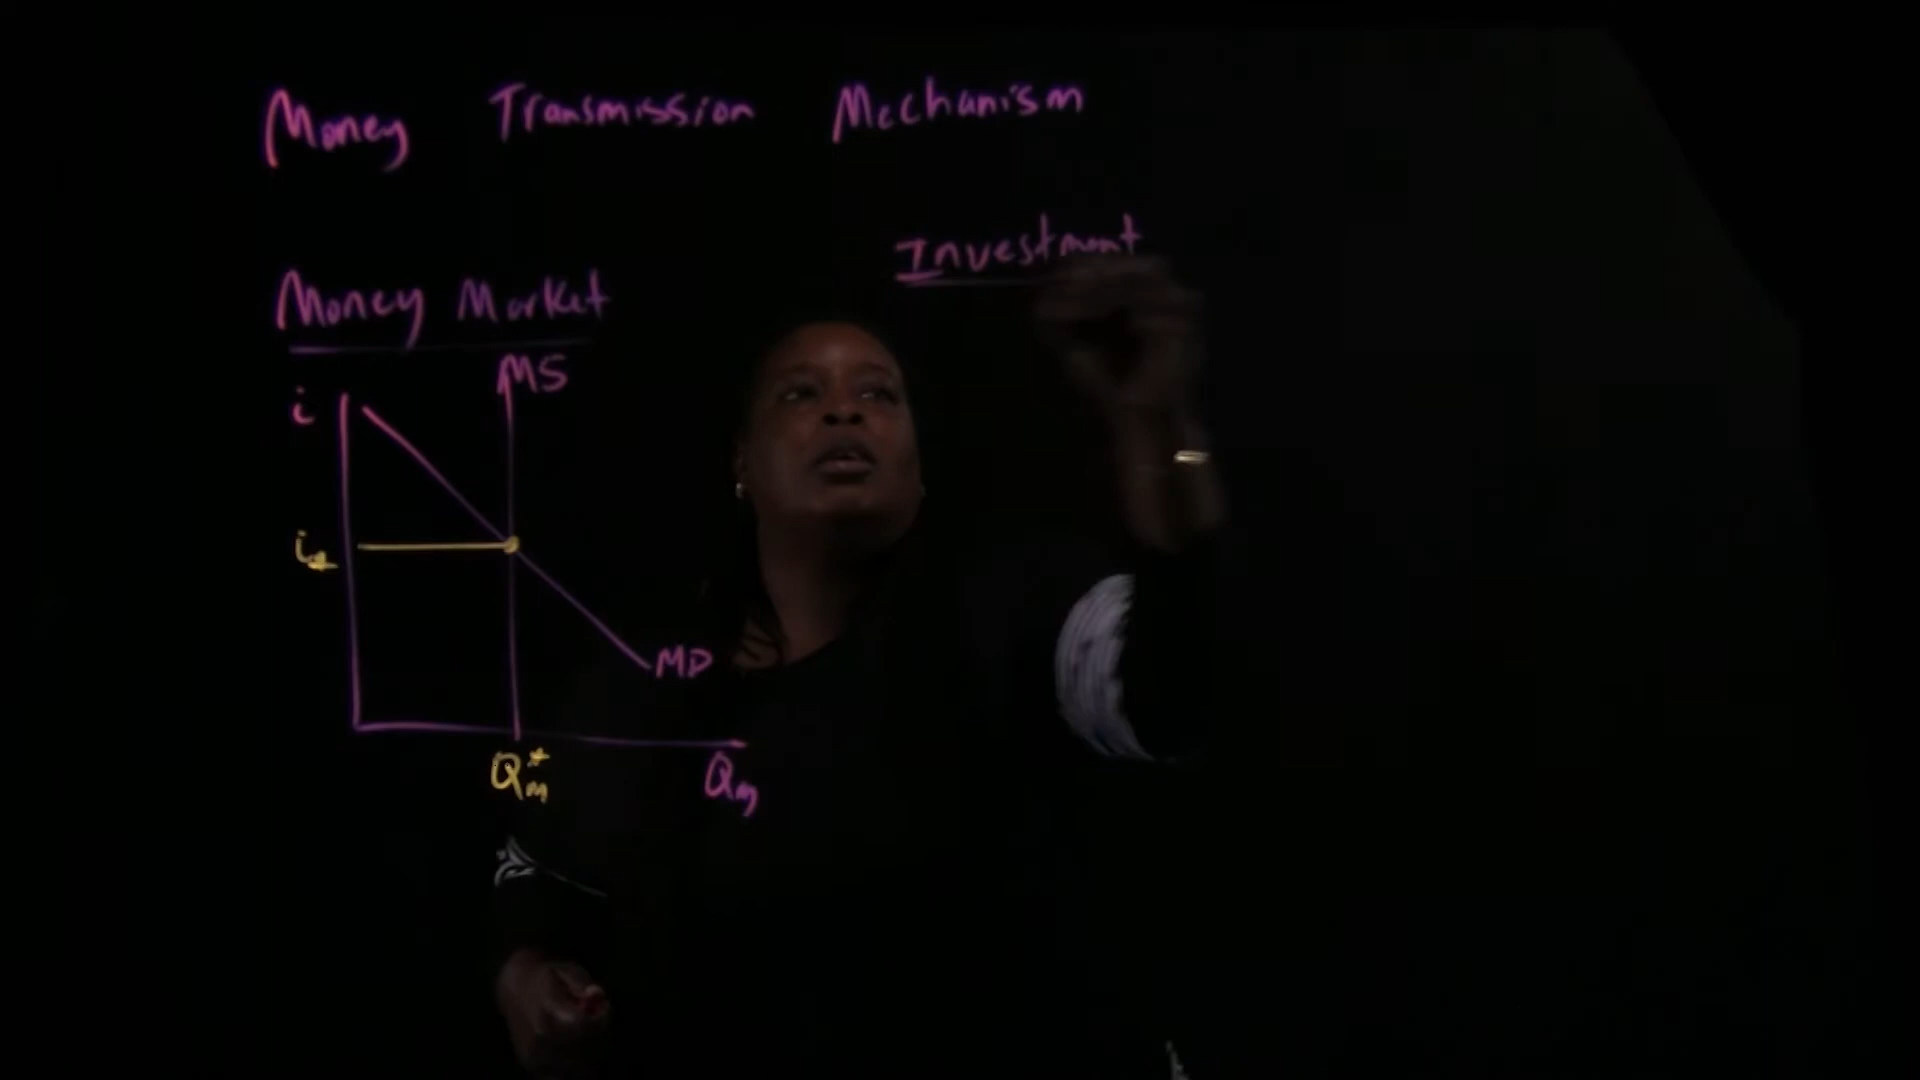 Money Transmission Mechanism
Investment
Money Market
MS
i
i*
MD
Q*m
Qm